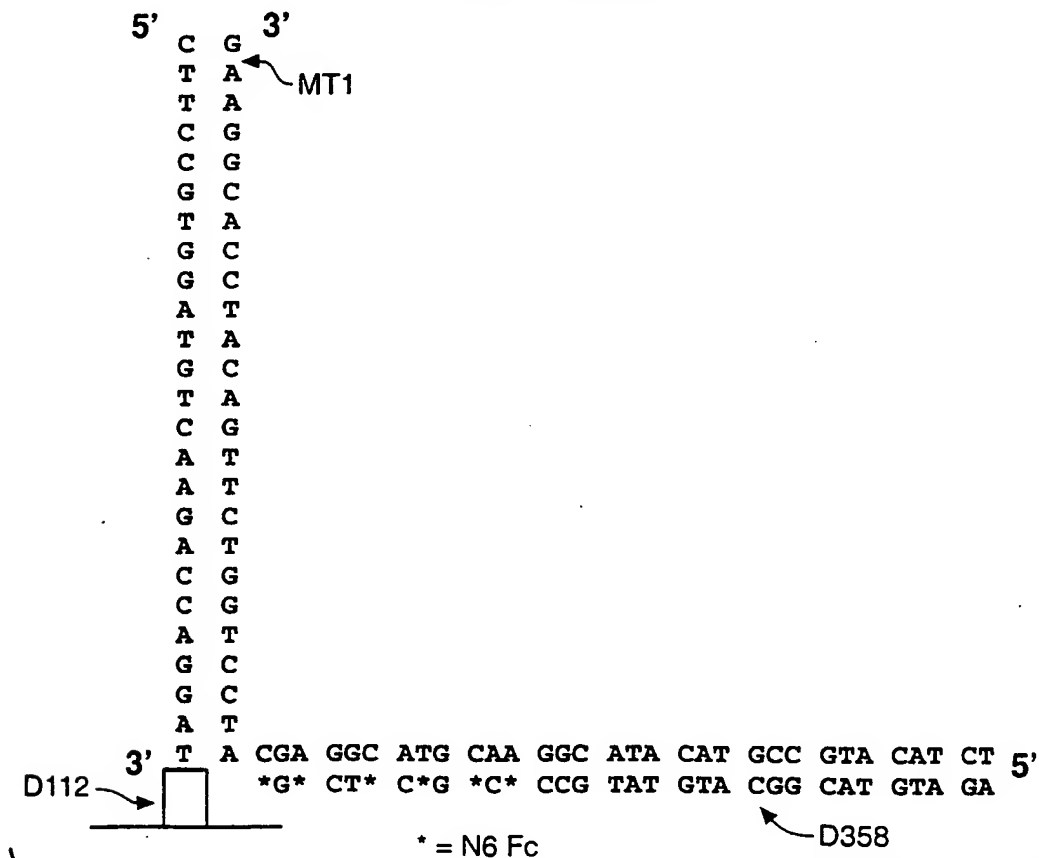 5' C G 3'
T A MT1
T A
C G
C G
G C
T A
G C
G C
A T
T A
G C
T A
C G
A T
A T
G C
A T
C G
C G
A T
G C
G C
A T
3' T A CGA GGC ATG CAA GGC ATA CAT GCC GTA CAT CT 5'
D112 *G* CT* C*G *C* CCG TAT GTA CGG CAT GTA GA
* = N6 Fc D358